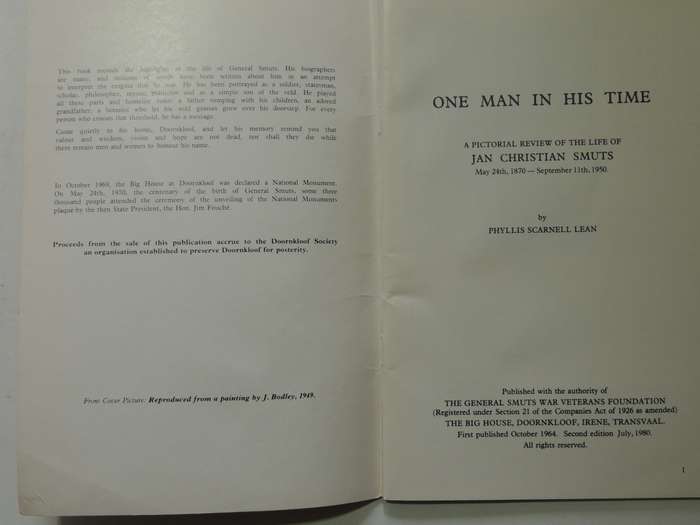 This book records the highlights of the life of General Smuts. His biographers
are many, and millions of words have been written about him in an attempt
to interpret the enigma that he was. He has been portrayed as a soldier, statesman,
scholar, philosopher, mystic, politician and as a simple son of the veld. He played
all these parts and homelier roles: a father romping with his children, an adored
grandfather, a botanist who let his wild grasses grow over his doorstep. For every
person who crosses that threshold, he has a message.
Come quietly to his home, Doornkloof, and let his memory remind you that
valour and wisdom, vision and hope are not dead, nor shall they die while
there remain men and women to honour his name.
In October 1969, the Big House at Doornkloof was declared a National Monument.
On May 24th, 1970, the centenary of the birth of General Smuts, some three
thousand people attended the ceremony of the unveiling of the National Monuments
plaque by the then State President, the Hon. Jim Fouché.
Proceeds from the sale of this publication accrue to the Doornkloof Society
an organisation established to preserve Doornkloof for posterity.
Front Cover Picture: Reproduced from a painting by J. Bodley, 1949.
ONE MAN IN HIS TIME
A PICTORIAL REVIEW OF THE LIFE OF
JAN CHRISTIAN SMUTS
May 24th, 1870 — September 11th, 1950.
by
PHYLLIS SCARNELL LEAN
Published with the authority of
THE GENERAL SMUTS WAR VETERANS FOUNDATION
(Registered under Section 21 of the Companies Act of 1926 as amended)
THE BIG HOUSE, DOORNKLOOF, IRENE, TRANSVAAL.
First published October 1964. Second edition July, 1980.
All rights reserved.
1